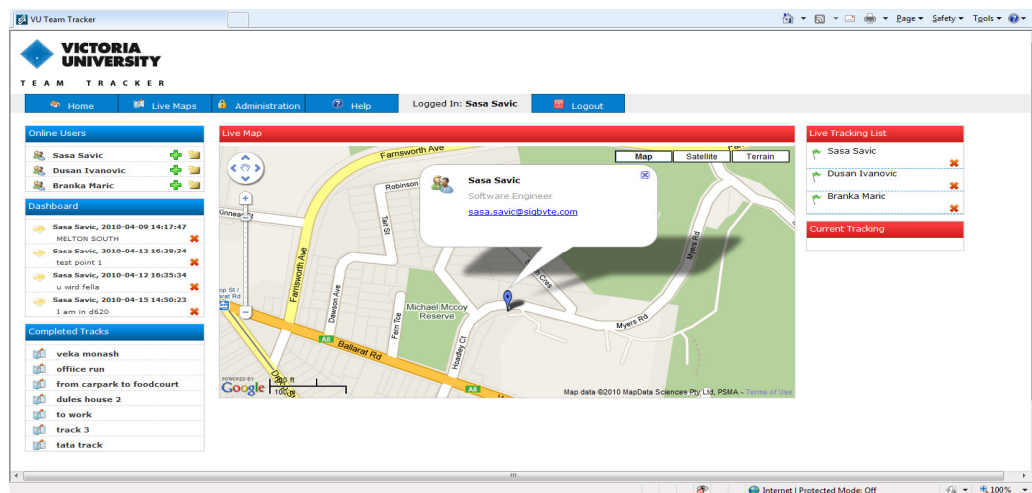 VU Team Tracker
Page
Safety
Tools
VICTORIA
UNIVERSITY
TEAM TRACKER
Home
Live Maps
Administration
Help
Logged In: Sasa Savic
Logout
Online Users
Sasa Savic
Dusan Ivanovic
Branka Maric
Dashboard
Sasa Savic, 2010-04-09 14:17:47
MELTON SOUTH
Sasa Savic, 2010-04-13 16:39:24
test point 1
Sasa Savic, 2010-04-12 16:35:34
u wird fella
Sasa Savic, 2010-04-15 14:50:23
I am in d620
Completed Tracks
veka monash
offiice run
from carpark to foodcourt
dules house 2
to work
track 3
tata track
Live Map
Farnsworth Ave
Map
Satellite
Terrain
Robinson
Sasa Savic
Software Engineer
sasa.savic@sigbyte.com
Tait St
Myers Rd
Farnsworth Ave
Cres
Dawson Ave
Michael Mccoy
Reserve
Fern Tce
Myers Rd
A8
Ballarat Rd
Hoadley Ct
A8
POWERED BY
Google
200 ft
Map data ©2010 MapData Sciences Pty Ltd, PSMA - Terms of Use
Live Tracking List
Sasa Savic
Dusan Ivanovic
Branka Maric
Current Tracking
Internet | Protected Mode: Off
100%